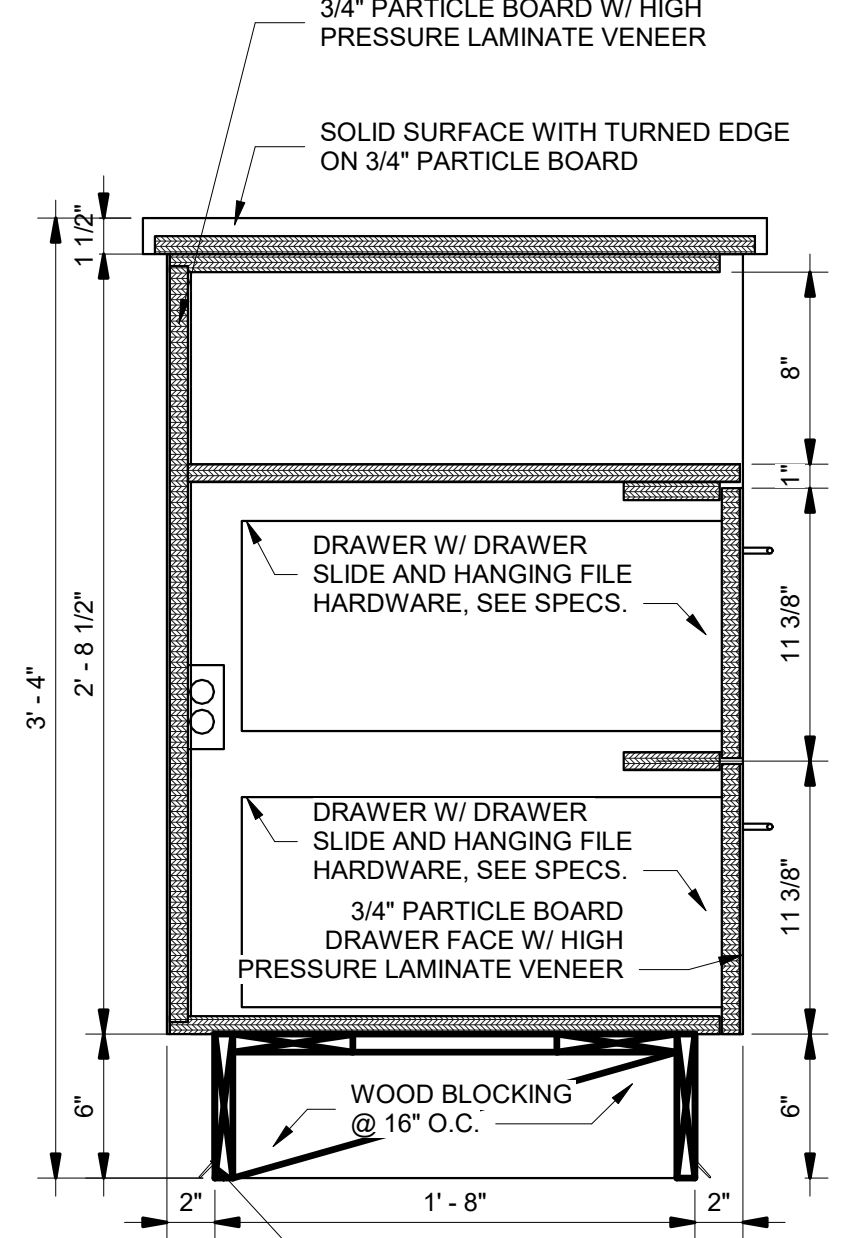 3/4" PARTICLE BOARD W/ HIGH
PRESSURE LAMINATE VENEER
SOLID SURFACE WITH TURNED EDGE
ON 3/4" PARTICLE BOARD
1 1/2"
8"
1"
DRAWER W/ DRAWER
SLIDE AND HANGING FILE
HARDWARE, SEE SPECS.
11 3/8"
2' - 8 1/2"
3' - 4"
DRAWER W/ DRAWER
SLIDE AND HANGING FILE
HARDWARE, SEE SPECS.
11 3/8"
3/4" PARTICLE BOARD
DRAWER FACE W/ HIGH
PRESSURE LAMINATE VENEER
WOOD BLOCKING
@ 16" O.C.
6"
6"
2"
1' - 8"
2"